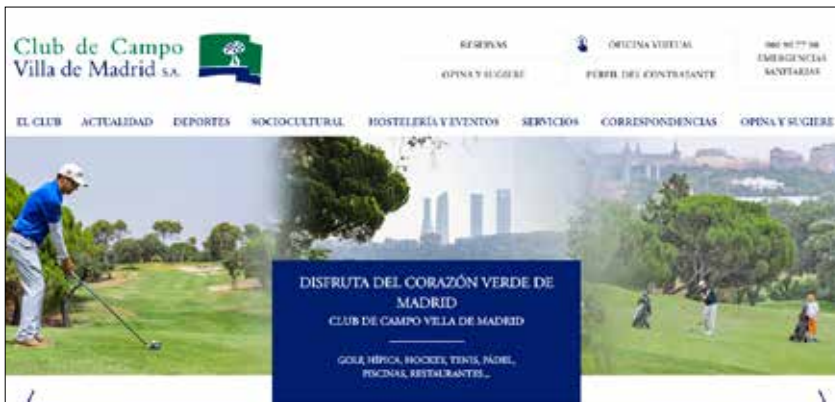 Club de Campo
Villa de Madrid S.A.
RESERVAS
OFICINA VIRTUAL
EMERGENCIAS
SANITARIAS
OPINA Y SUGIERE
PERFIL DEL CONTRATANTE
EL CLUB ACTUALIDAD DEPORTES SOCIOCULTURAL HOSTELERÍA Y EVENTOS SERVICIOS CORRESPONDENCIAS OPINA Y SUGIERE
DISFRUTA DEL CORAZÓN VERDE DE
MADRID
CLUB DE CAMPO VILLA DE MADRID
GOLF, HÍPICA, HOCKEY, TENIS, PÁDEL,
PISCINAS, RESTAURANTES...